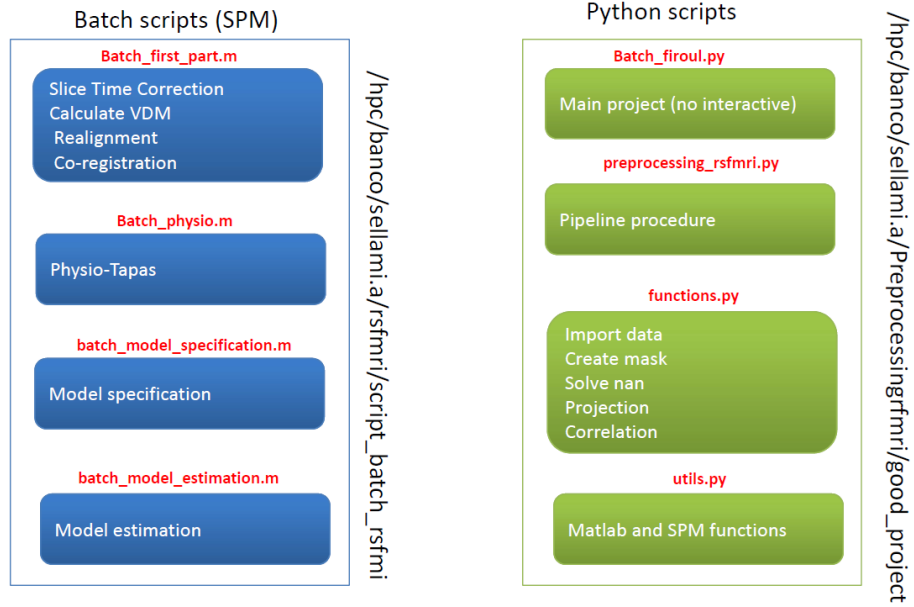 Batch scripts (SPM)
Batch_first_part.m
Slice Time Correction
Calculate VDM
Realignment
Co-registration
Batch_physio.m
Physio-Tapas
batch_model_specification.m
Model specification
batch_model_estimation.m
Model estimation
/hpc/banco/sellami.a/rsfmri/script_batch_rsfmi
Python scripts
Batch_firoul.py
Main project (no interactive)
preprocessing_rsfmri.py
Pipeline procedure
functions.py
Import data
Create mask
Solve nan
Projection
Correlation
utils.py
Matlab and SPM functions
/hpc/banco/sellami.a/Preprocessingrfmri/good_project